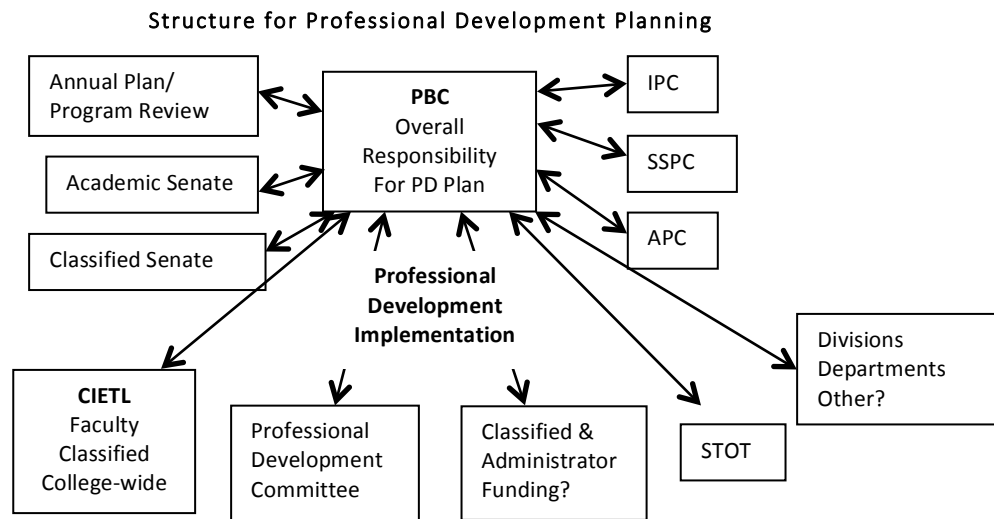 Structure for Professional Development Planning
Annual Plan/
Program Review
Academic Senate
Classified Senate
PBC
Overall
Responsibility
For PD Plan
IPC
SSPC
APC
Professional
Development
Implementation
CIETL
Faculty
Classified
College-wide
Professional
Development
Committee
Classified &
Administrator
Funding?
STOT
Divisions
Departments
Other?